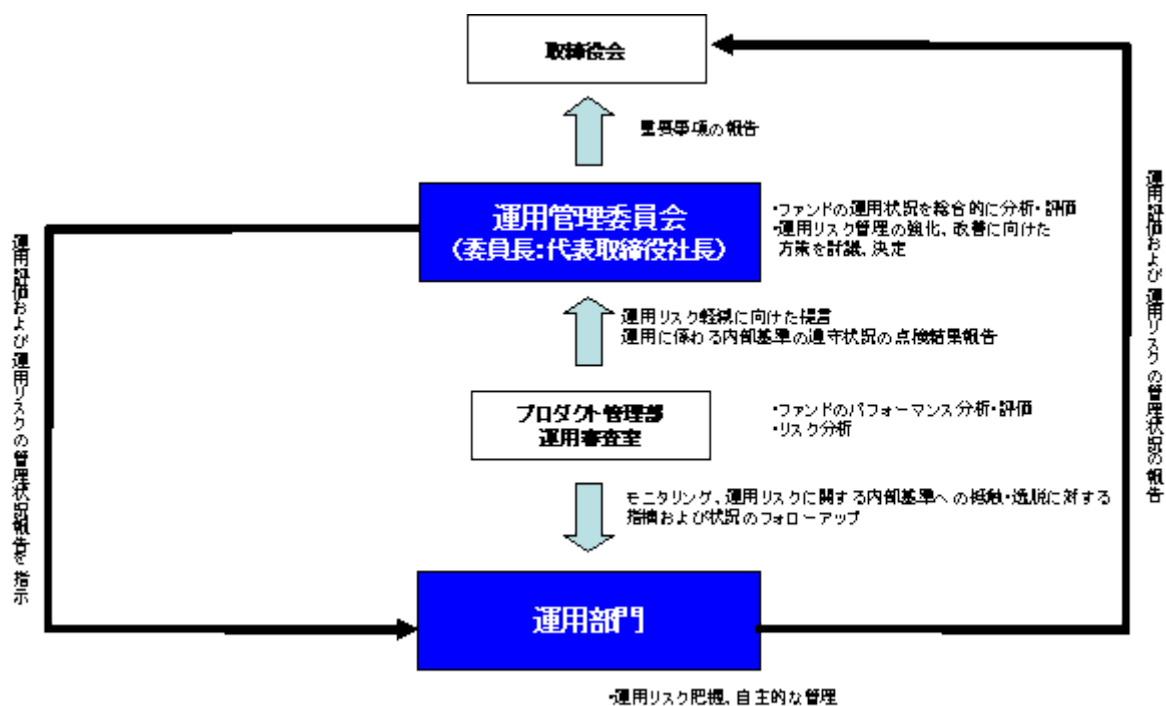 取締役会
重要事項の報告
運用管理委員会
(委員長:代表取締役社長)
・ファンドの運用状況を総合的に分析・評価
・運用リスク管理の強化、改善に向けた
方策を討議、決定
運用リスク軽減に向けた提言
運用に係わる内部基準の遵守状況の点検結果報告
プロダクト管理部
運用審査室
・ファンドのパフォーマンス分析・評価
・リスク分析
モニタリング、運用リスクに関する内部基準への抵触・逸脱に対する
指摘および状況のフォローアップ
運用部門
・運用リスク把握、自主的な管理
運用評価および運用リスクの管理状況報告を指示
運用評価および運用リスクの管理状況の報告